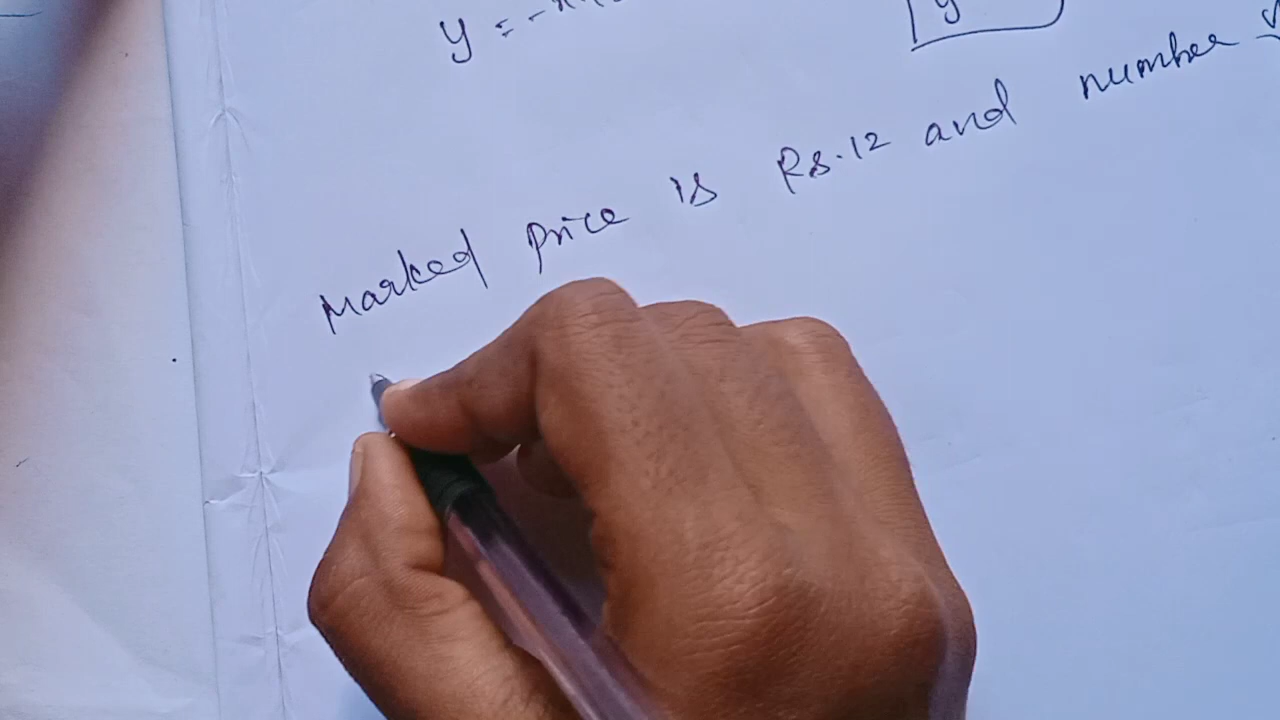 y = -x
y
Marked price is Rs.12 and number